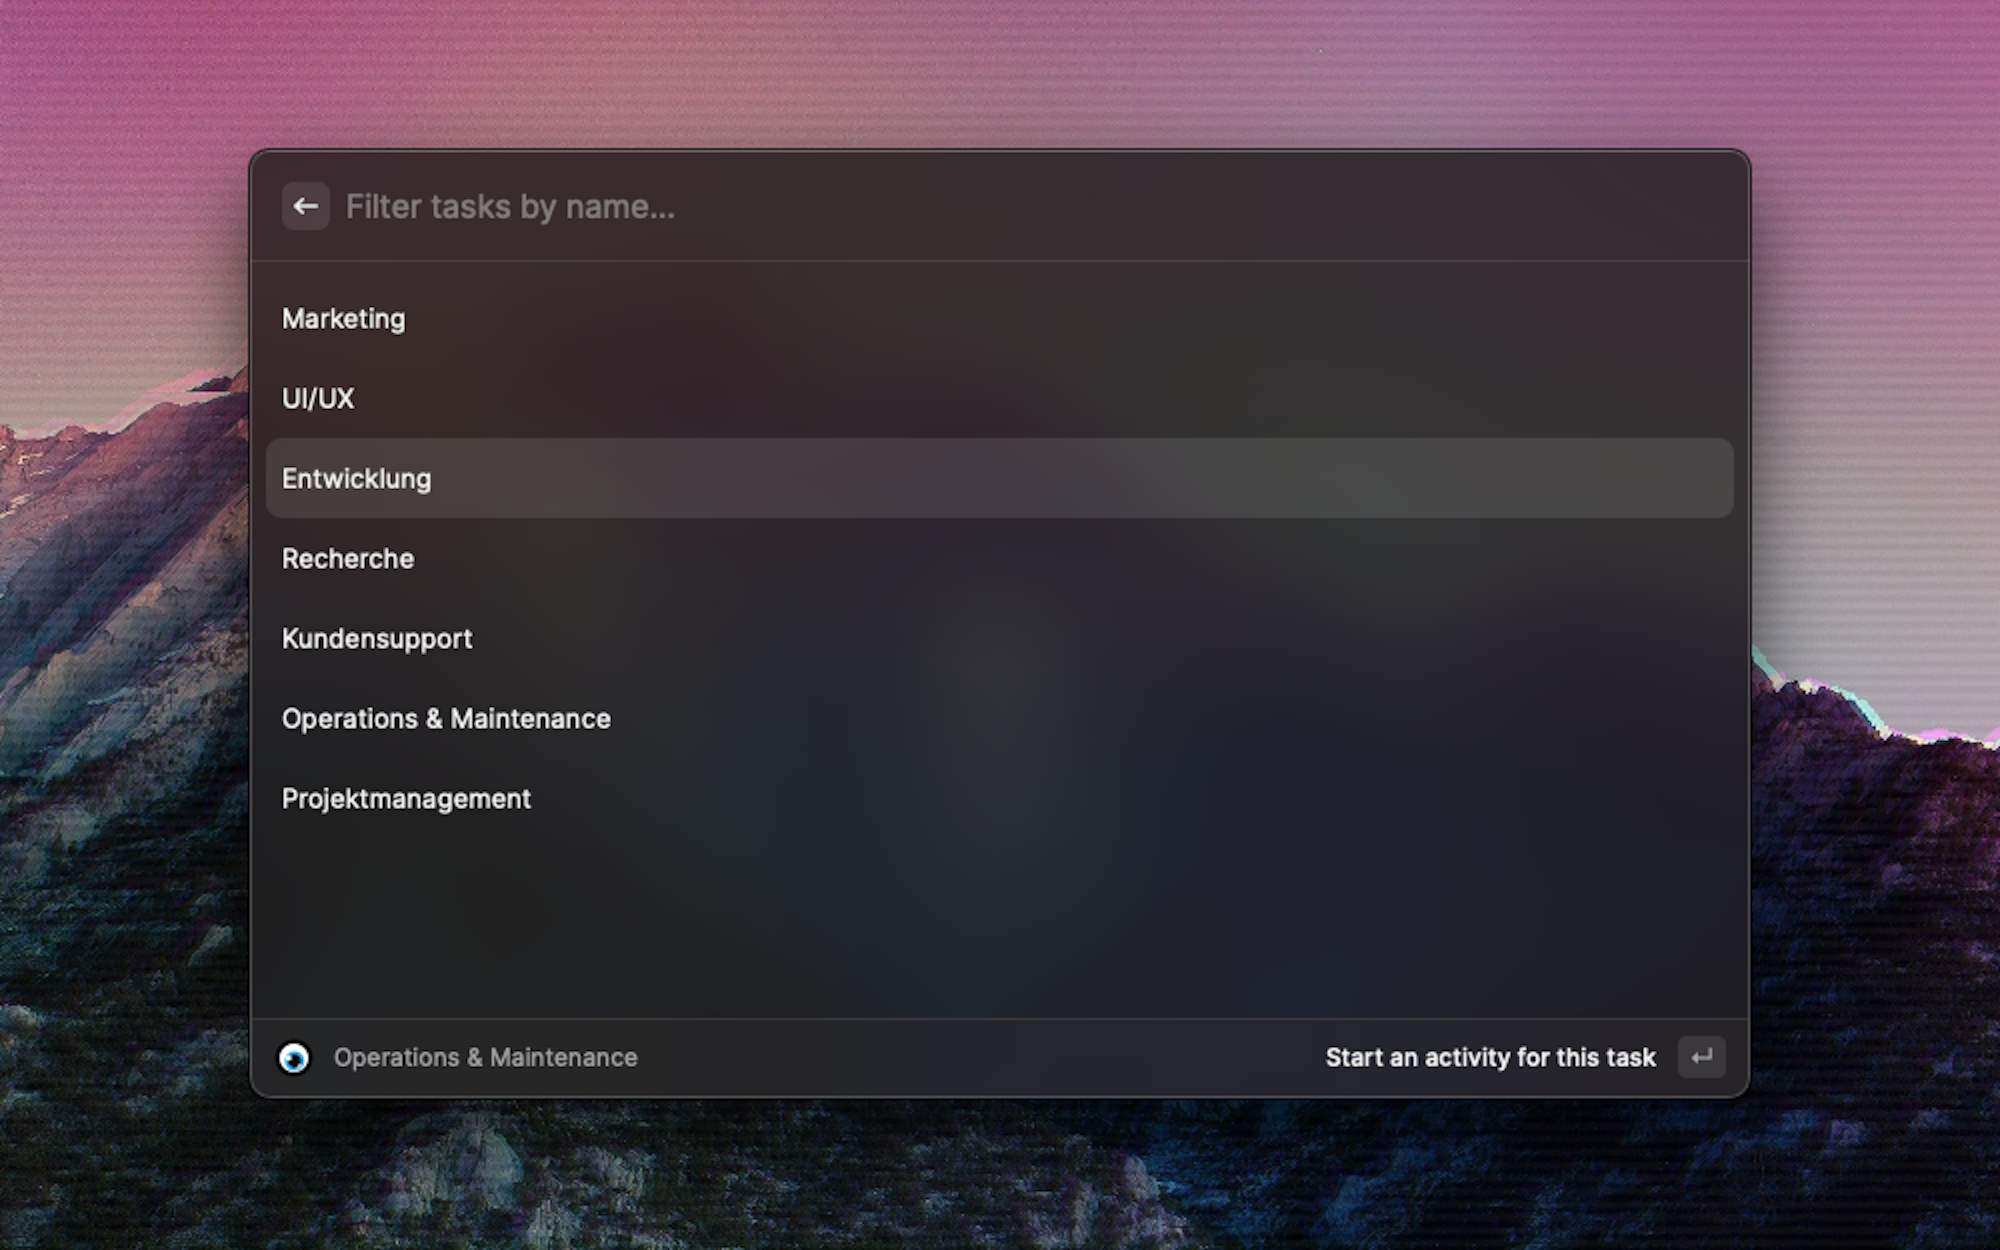 Filter tasks by name...
Marketing
UI/UX
Entwicklung
Recherche
Kundensupport
Operations & Maintenance
Projektmanagement
Operations & Maintenance
Start an activity for this task